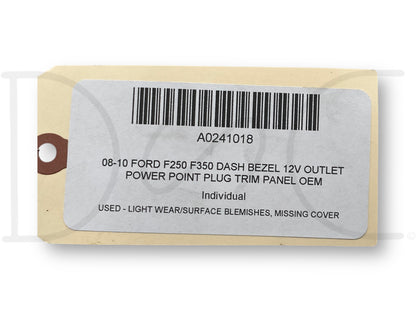 A0241018
08-10 FORD F250 F350 DASH BEZEL 12V OUTLET
POWER POINT PLUG TRIM PANEL OEM
Individual
USED - LIGHT WEAR/SURFACE BLEMISHES, MISSING COVER